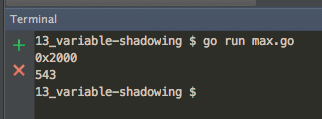 Terminal
13_variable-shadowing $ go run max.go
0x2000
543
13_variable-shadowing $